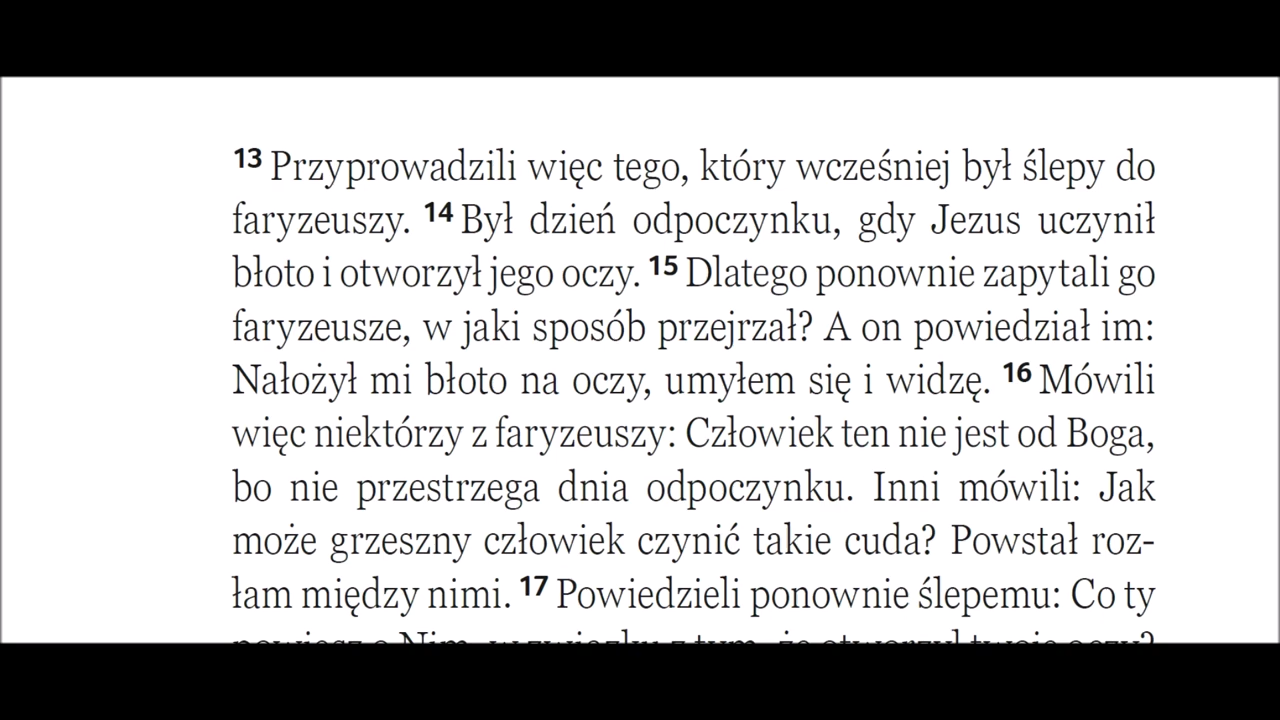 13 Przyprowadzili więc tego, który wcześniej był ślepy do
faryzeuszy. 14 Był dzień odpoczynku, gdy Jezus uczynił
błoto i otworzył jego oczy. 15 Dlatego ponownie zapytali go
faryzeusze, w jaki sposób przejrzał? A on powiedział im:
Nałożył mi błoto na oczy, umyłem się i widzę. 16 Mówili
więc niektórzy z faryzeuszy: Człowiek ten nie jest od Boga,
bo nie przestrzega dnia odpoczynku. Inni mówili: Jak
może grzeszny człowiek czynić takie cuda? Powstał roz-
łam między nimi. 17 Powiedzieli ponownie ślepemu: Co ty